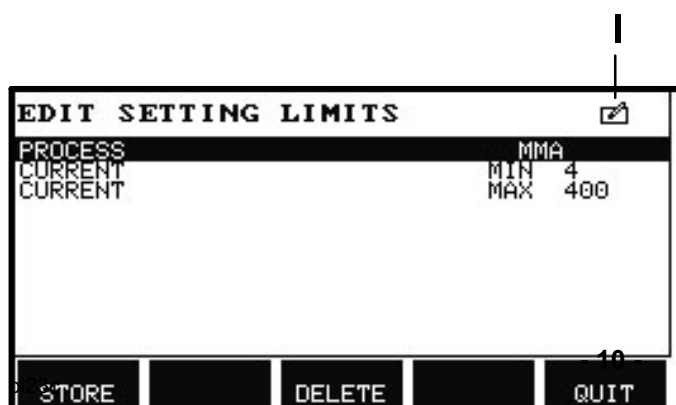 I
EDIT SETTING LIMITS
PROCESS MMA
CURRENT MIN 4
CURRENT MAX 400
- 10 -
STORE DELETE QUIT